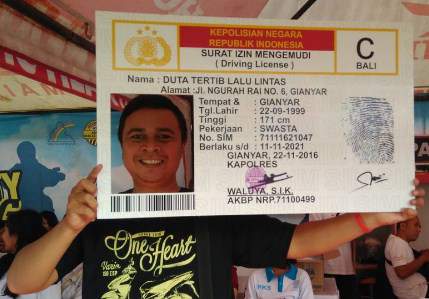 KEPOLISIAN NEGARA
REPUBLIK INDONESIA
SURAT IZIN MENGEMUDI
( Driving License )
C
BALI
Nama : DUTA TERTIB LALU LINTAS
Alamat :Jl. NGURAH RAI NO. 6, GIANYAR
Tempat & : GIANYAR
Tgl.Lahir : 22-09-1999
Tinggi : 171 cm
Pekerjaan : SWASTA
No. SIM : 71111621047
Berlaku s/d : 11-11-2021
GIANYAR, 22-11-2016
KAPOLRES
WALUYA, S.I.K.
AKBP NRP.71100499
One Heart